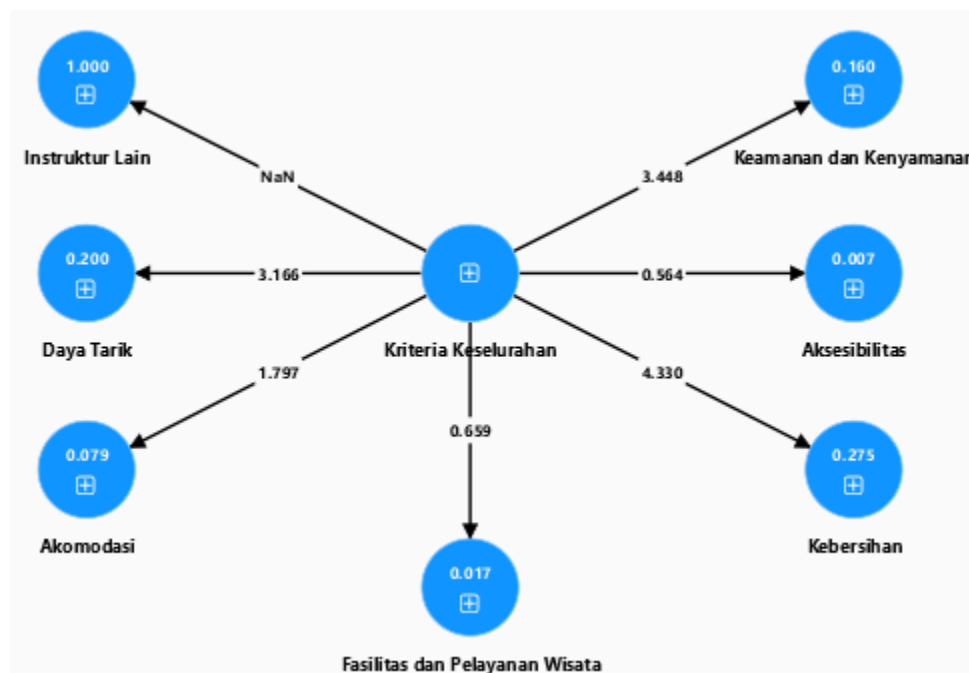 1.000
Instruktur Lain
0.160
Keamanan dan Kenyamanan
NaN
3.448
0.200
Daya Tarik
3.166
Kriteria Keselurahan
0.564
0.007
Aksesibilitas
1.797
4.330
0.659
0.079
Akomodasi
0.275
Kebersihan
0.017
Fasilitas dan Pelayanan Wisata